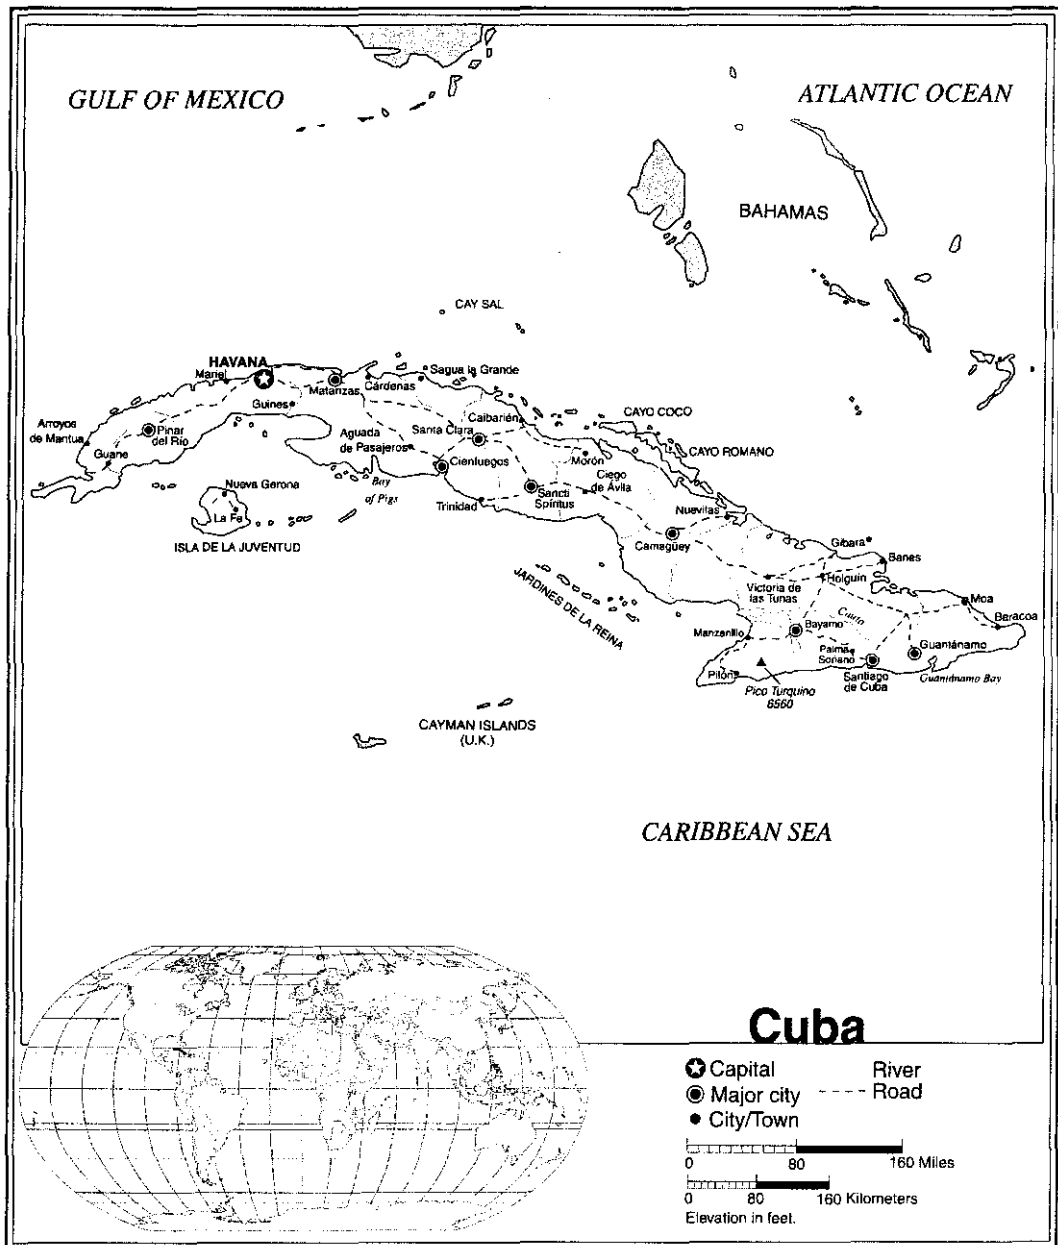 GULF OF MEXICO
ATLANTIC OCEAN
BAHAMAS
CAY SAL
HAVANA
Mariel
Matanzas
Cárdenas
Sagua la Grande
Guines
Caibarién
CAYO COCO
Arroyos
de Mantua
Pinar
del Río
Santa Clara
Aguada
de Pasajeros
CAYO ROMANO
Guane
Cienfuegos
Morón
Bay
of Pigs
Nueva Gerona
Sancti
Spíritus
Ciego
de Ávila
La Fe
Trinidad
Nuevitas
ISLA DE LA JUVENTUD
Camagüey
Gibara
Banes
JARDINES DE LA REINA
Victoria de
las Tunas
Holguín
Moa
Cauto
Baracoa
Manzanillo
Bayamo
Palma
Soriano
Guantánamo
Pilón
Pico Turquino
6560
Santiago
de Cuba
Guantánamo Bay
CAYMAN ISLANDS
(U.K.)
CARIBBEAN SEA
Cuba
Capital
River
Major city
Road
City/Town
0 80 160 Miles
0 80 160 Kilometers
Elevation in feet.